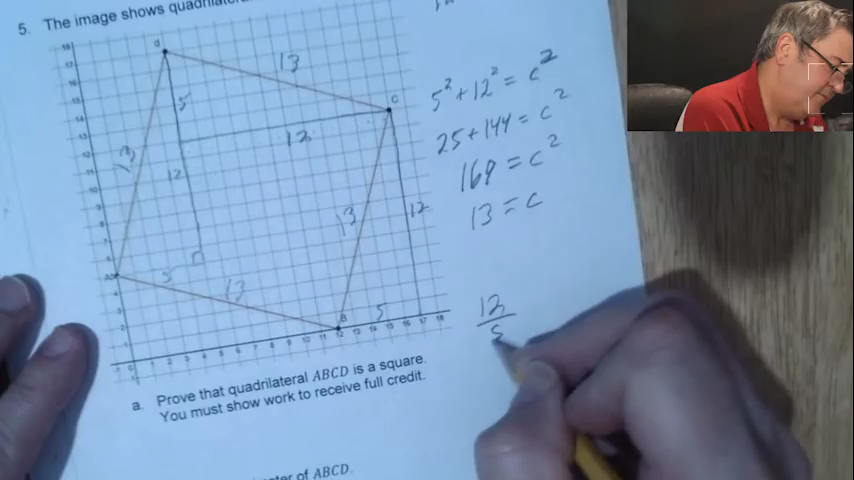 5. The image shows
d
13
C
5
12
13
12
13
12
5
13
B
5
5² + 12² = c²
25 + 144 = c²
169 = c²
13 = c
12
5
a. Prove that quadrilateral ABCD is a square.
You must show work to receive full credit.
of ABCD.